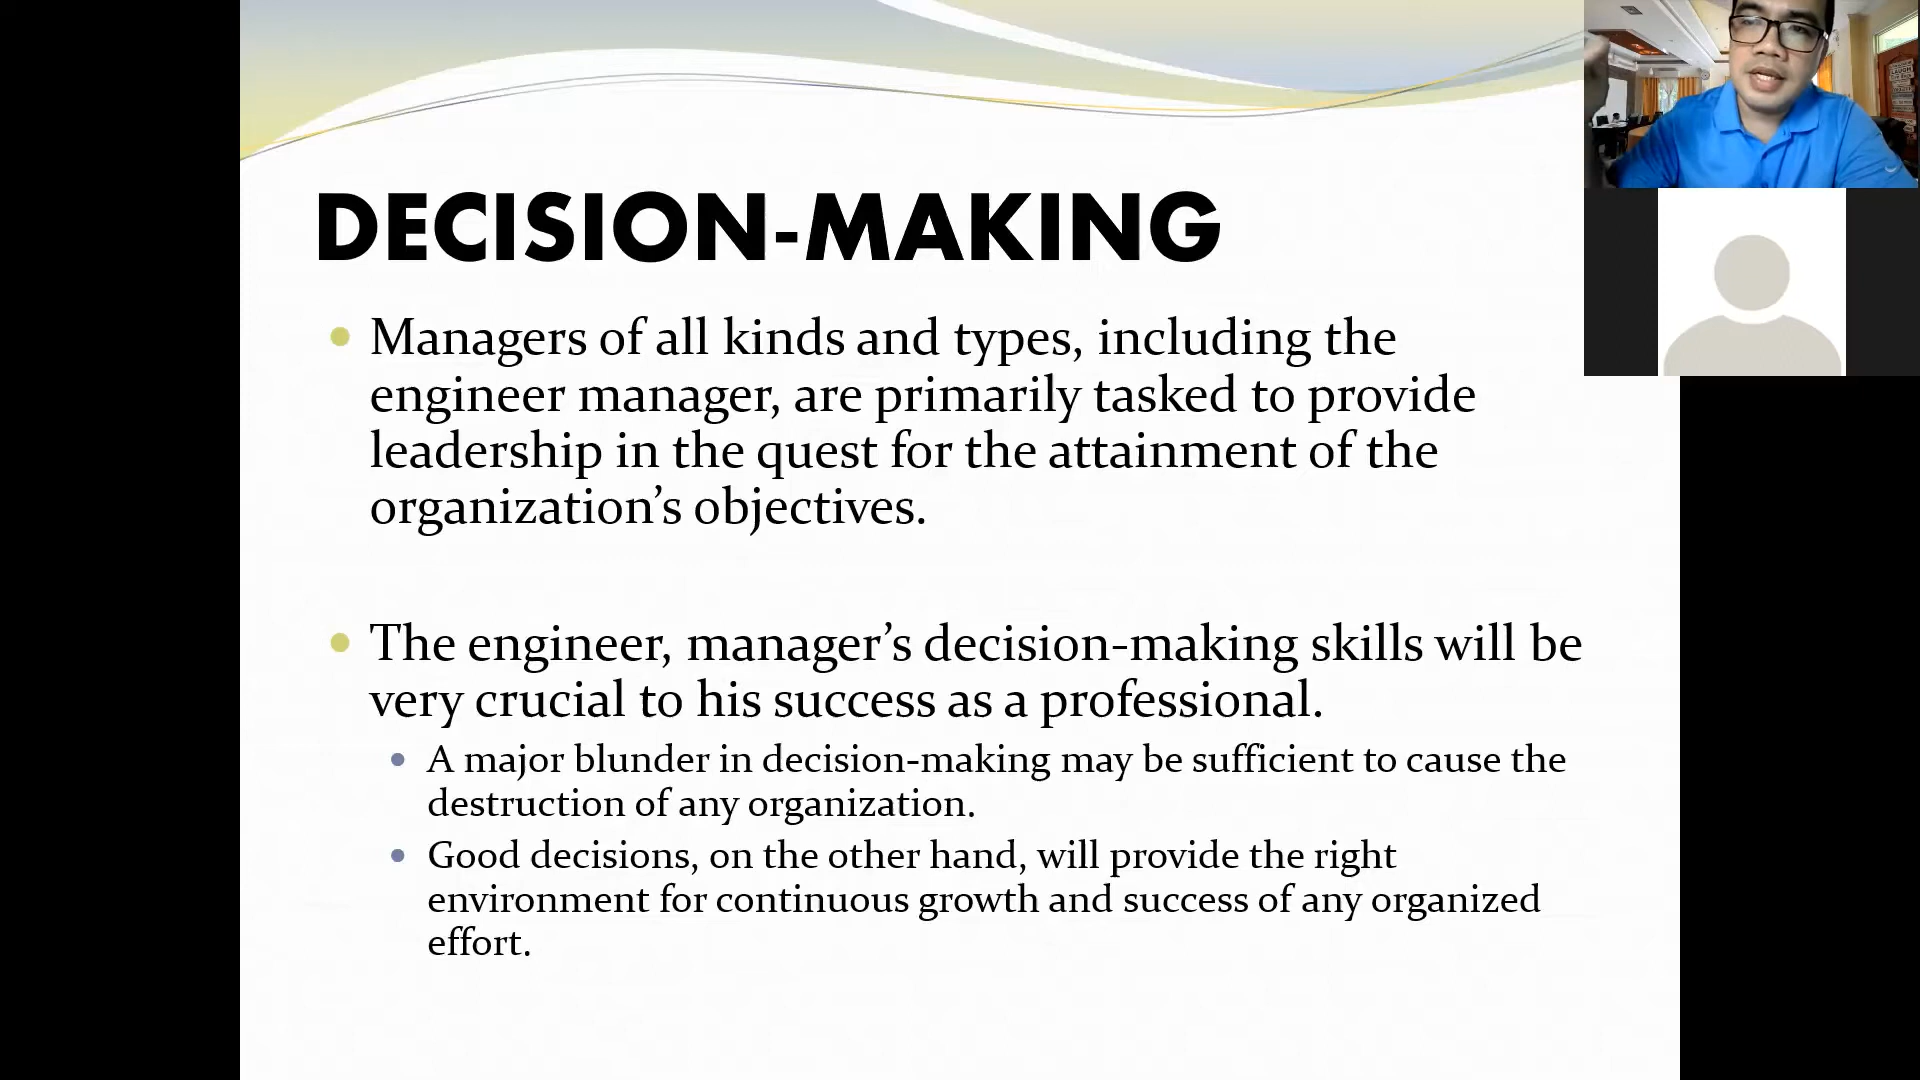 DECISION-MAKING
Managers of all kinds and types, including the
engineer manager, are primarily tasked to provide
leadership in the quest for the attainment of the
organization’s objectives.
The engineer, manager’s decision-making skills will be
very crucial to his success as a professional.
A major blunder in decision-making may be sufficient to cause the
destruction of any organization.
Good decisions, on the other hand, will provide the right
environment for continuous growth and success of any organized
effort.